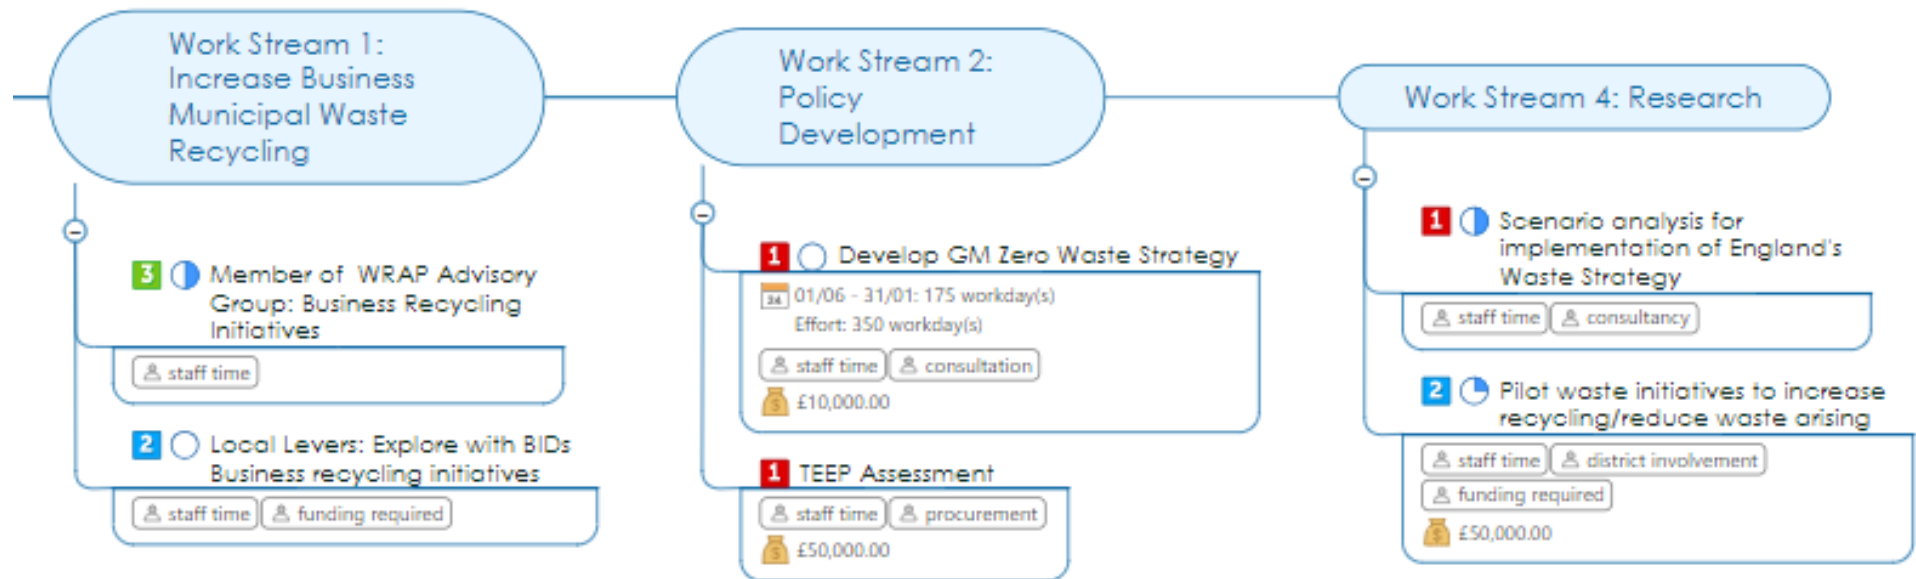 Work Stream 1:
Increase Business
Municipal Waste
Recycling
3 Member of WRAP Advisory
Group: Business Recycling
Initiatives
staff time
2 Local Levers: Explore with BIDs
Business recycling initiatives
staff time funding required
Work Stream 2:
Policy
Development
1 Develop GM Zero Waste Strategy
24 01/06 - 31/01: 175 workday(s)
Effort: 350 workday(s)
staff time consultation
£10,000.00
1 TEEP Assessment
staff time procurement
£50,000.00
Work Stream 4: Research
1 Scenario analysis for
implementation of England's
Waste Strategy
staff time consultancy
2 Pilot waste initiatives to increase
recycling/reduce waste arising
staff time district involvement
funding required
£50,000.00